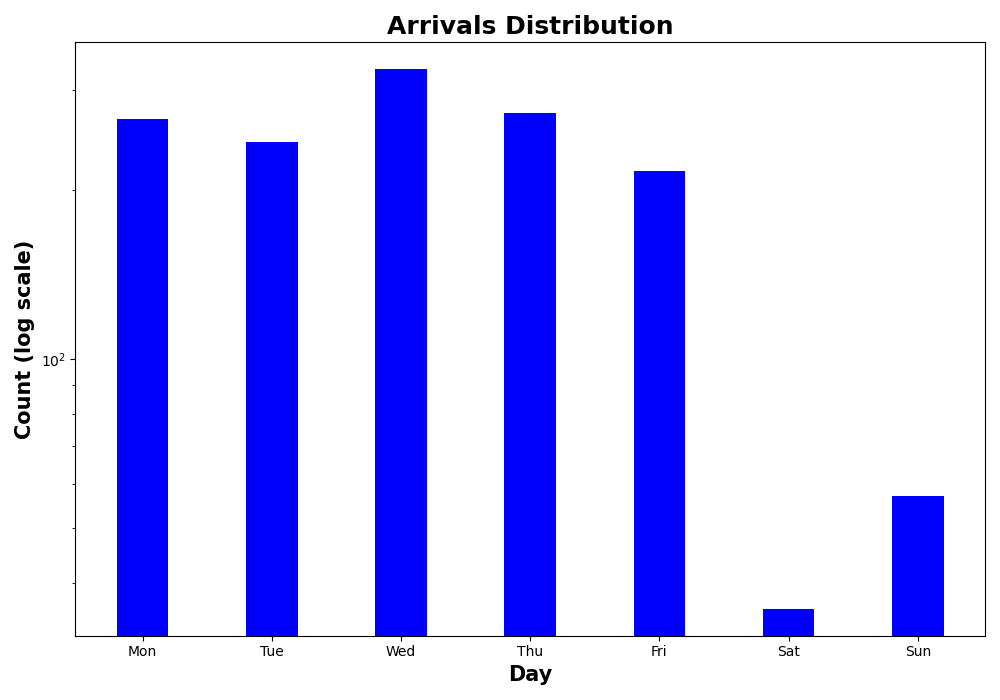 Arrivals Distribution
Count (log scale)
10²
Mon Tue Wed Thu Fri Sat Sun
Day